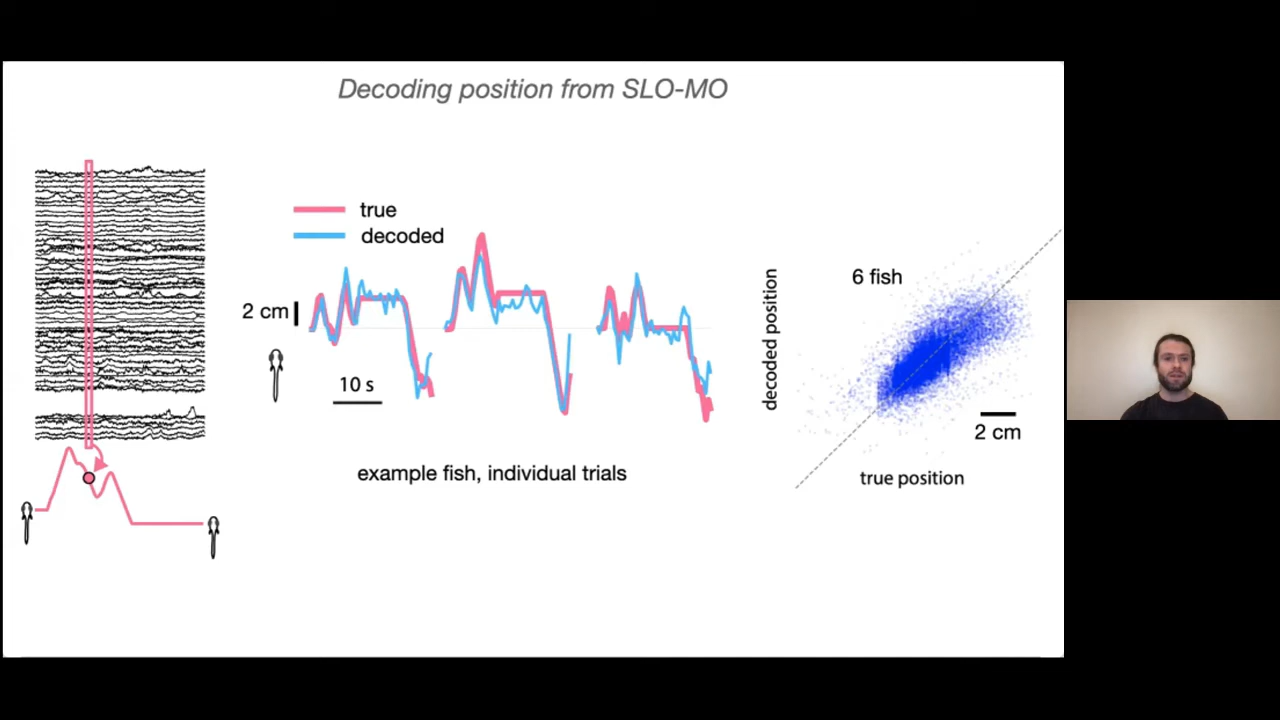 Decoding position from SLO-MO
true
decoded
2 cm
10 s
example fish, individual trials
6 fish
decoded position
2 cm
true position